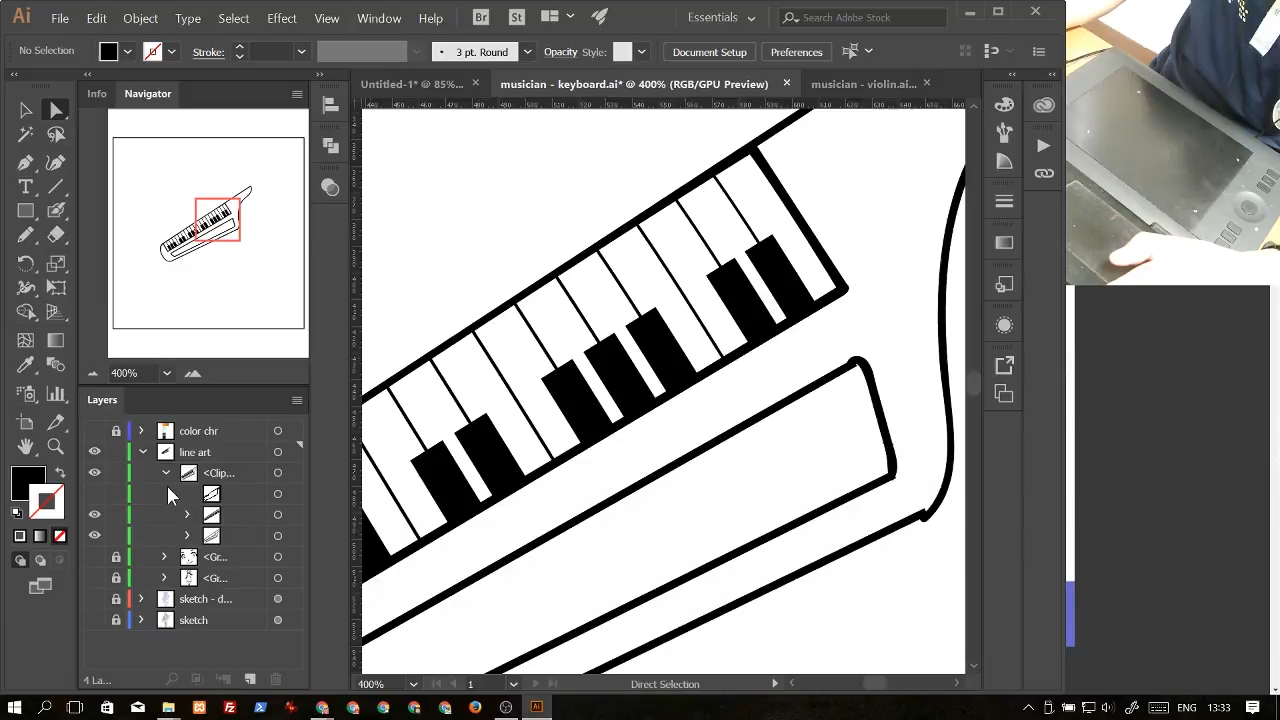 Ai File Edit Object Type Select Effect View Window Help Br St Essentials Search Adobe Stock
No Selection Stroke: 3 pt. Round Opacity Style: Document Setup Preferences
Info Navigator
Untitled-1* @ 85%... musician - keyboard.ai* @ 400% (RGB/GPU Preview) musician - violin.ai...
400%
Layers
color chr
line art
<Clip...
<Gr...
<Gr...
sketch - d...
sketch
4 La...
400% 1 Direct Selection
ENG 13:33